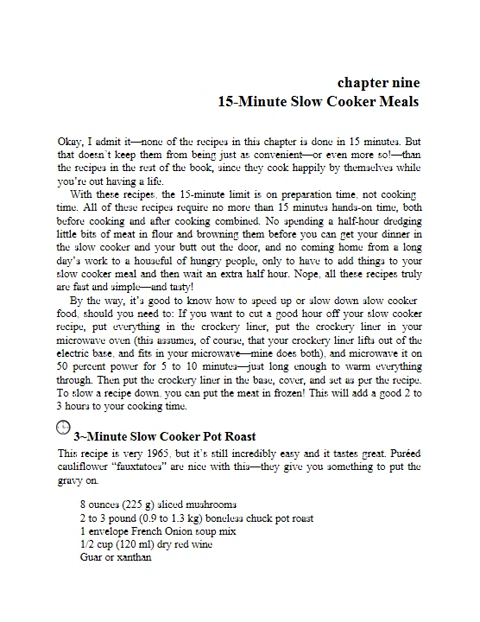 chapter nine
15-Minute Slow Cooker Meals
Okay, I admit it—none of the recipes in this chapter is done in 15 minutes. But
that doesn't keep them from being just as convenient—or even more so!—than
the recipes in the rest of the book, since they cook happily by themselves while
you're out having a life.
With these recipes, the 15-minute limit is on preparation time, not cooking
time. All of these recipes require no more than 15 minutes hands-on time, both
before cooking and after cooking combined. No spending a half-hour dredging
little bits of meat in flour and browning them before you can get your dinner in
the slow cooker and your butt out the door, and no coming home from a long
day's work to a houseful of hungry people, only to have to add things to your
slow cooker meal and then wait an extra half hour. Nope, all these recipes truly
are fast and simple—and tasty!
By the way, it's good to know how to speed up or slow down slow cooker
food, should you need to: If you want to cut a good hour off your slow cooker
recipe, put everything in the crockery liner, put the crockery liner in your
microwave oven (this assumes, of course, that your crockery liner lifts out of the
electric base, and fits in your microwave—mine does both), and microwave it on
50 percent power for 5 to 10 minutes—just long enough to warm everything
through. Then put the crockery liner in the base, cover, and set as per the recipe.
To slow a recipe down, you can put the meat in frozen! This will add a good 2 to
3 hours to your cooking time.
3~Minute Slow Cooker Pot Roast
This recipe is very 1965, but it's still incredibly easy and it tastes great. Puréed
cauliflower “fauxtatoes” are nice with this—they give you something to put the
gravy on.
8 ounces (225 g) sliced mushrooms
2 to 3 pound (0.9 to 1.3 kg) boneless chuck pot roast
1 envelope French Onion soup mix
1/2 cup (120 ml) dry red wine
Guar or xanthan